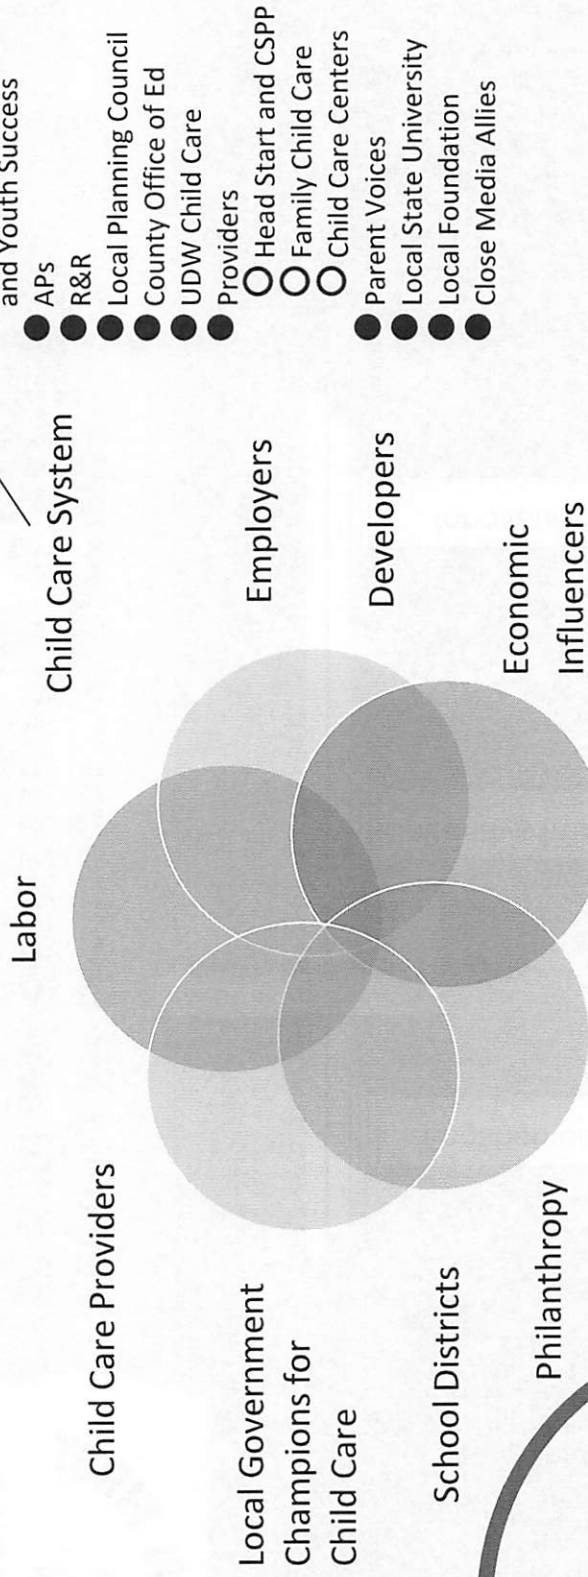 Labor
Child Care Providers
Local Government
Champions for
Child Care
School Districts
Philanthropy
Child Care System
Employers
Developers
Economic
Influencers
and Youth Success
APs
R&R
Local Planning Council
County Office of Ed
UDW Child Care
Providers
Head Start and CSPP
Family Child Care
Child Care Centers
Parent Voices
Local State University
Local Foundation
Close Media Allies